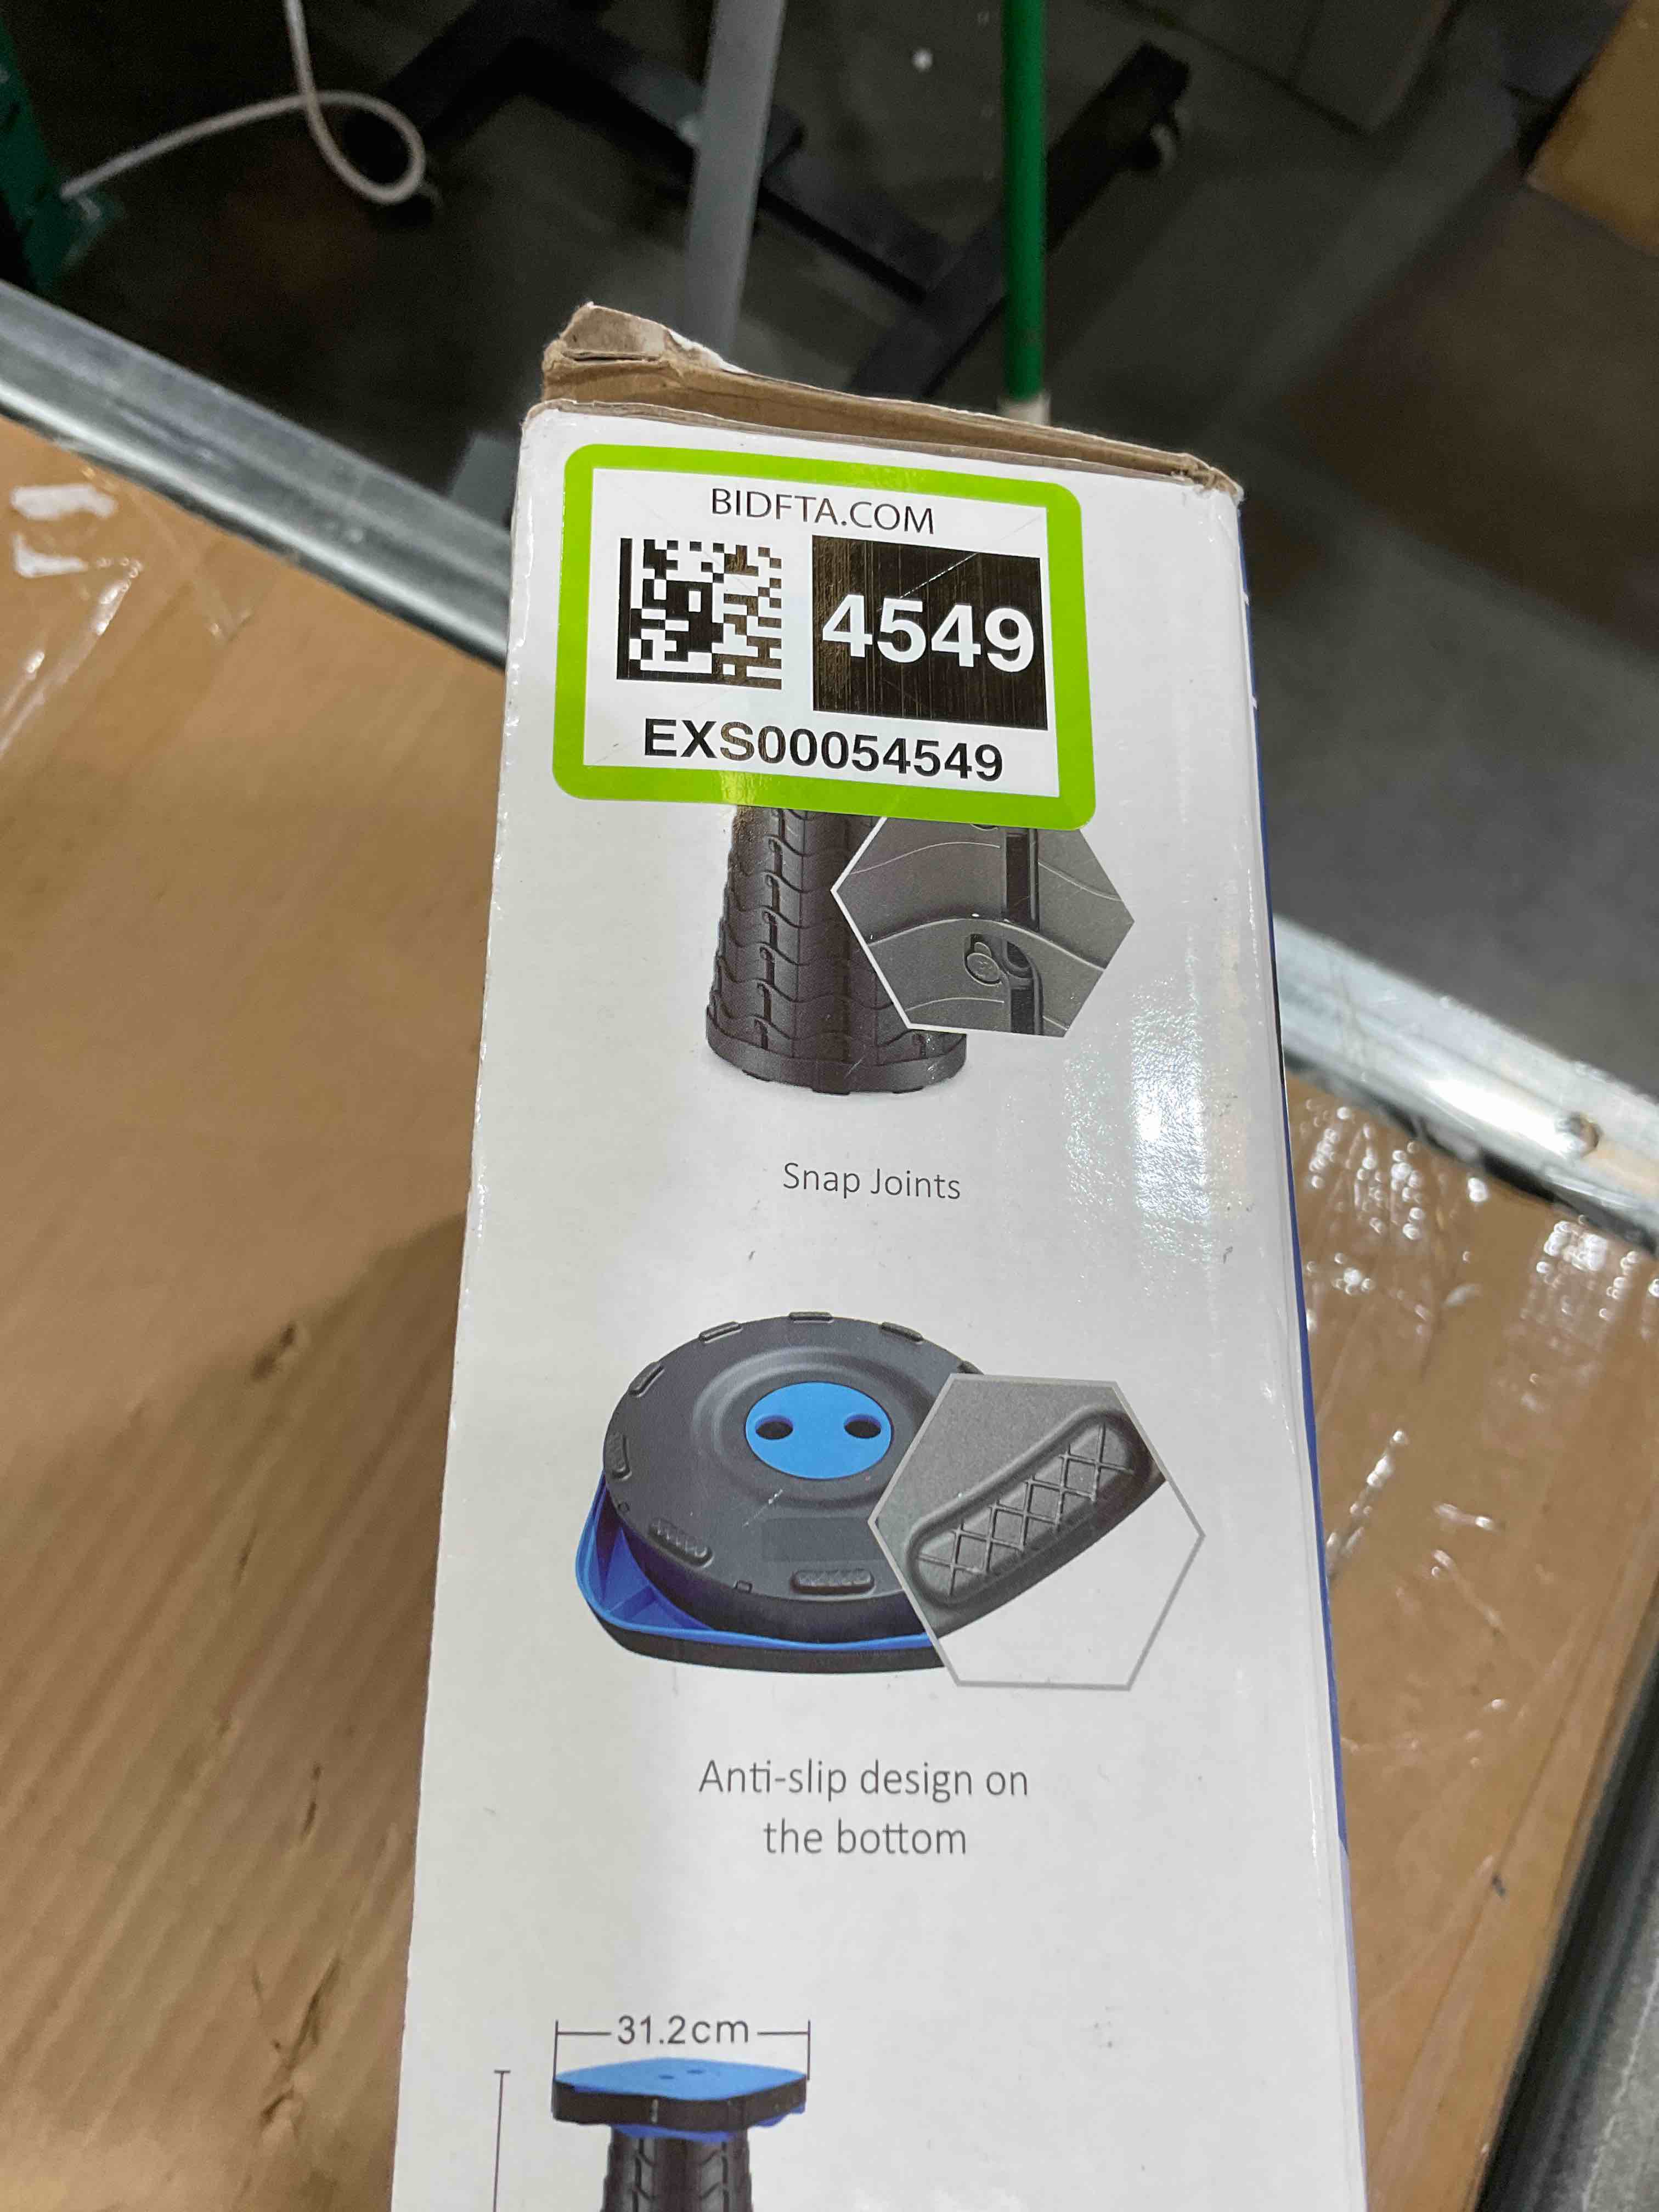 BIDFTA.COM
4549
EXS00054549
Snap Joints
Anti-slip design on
the bottom
31.2cm